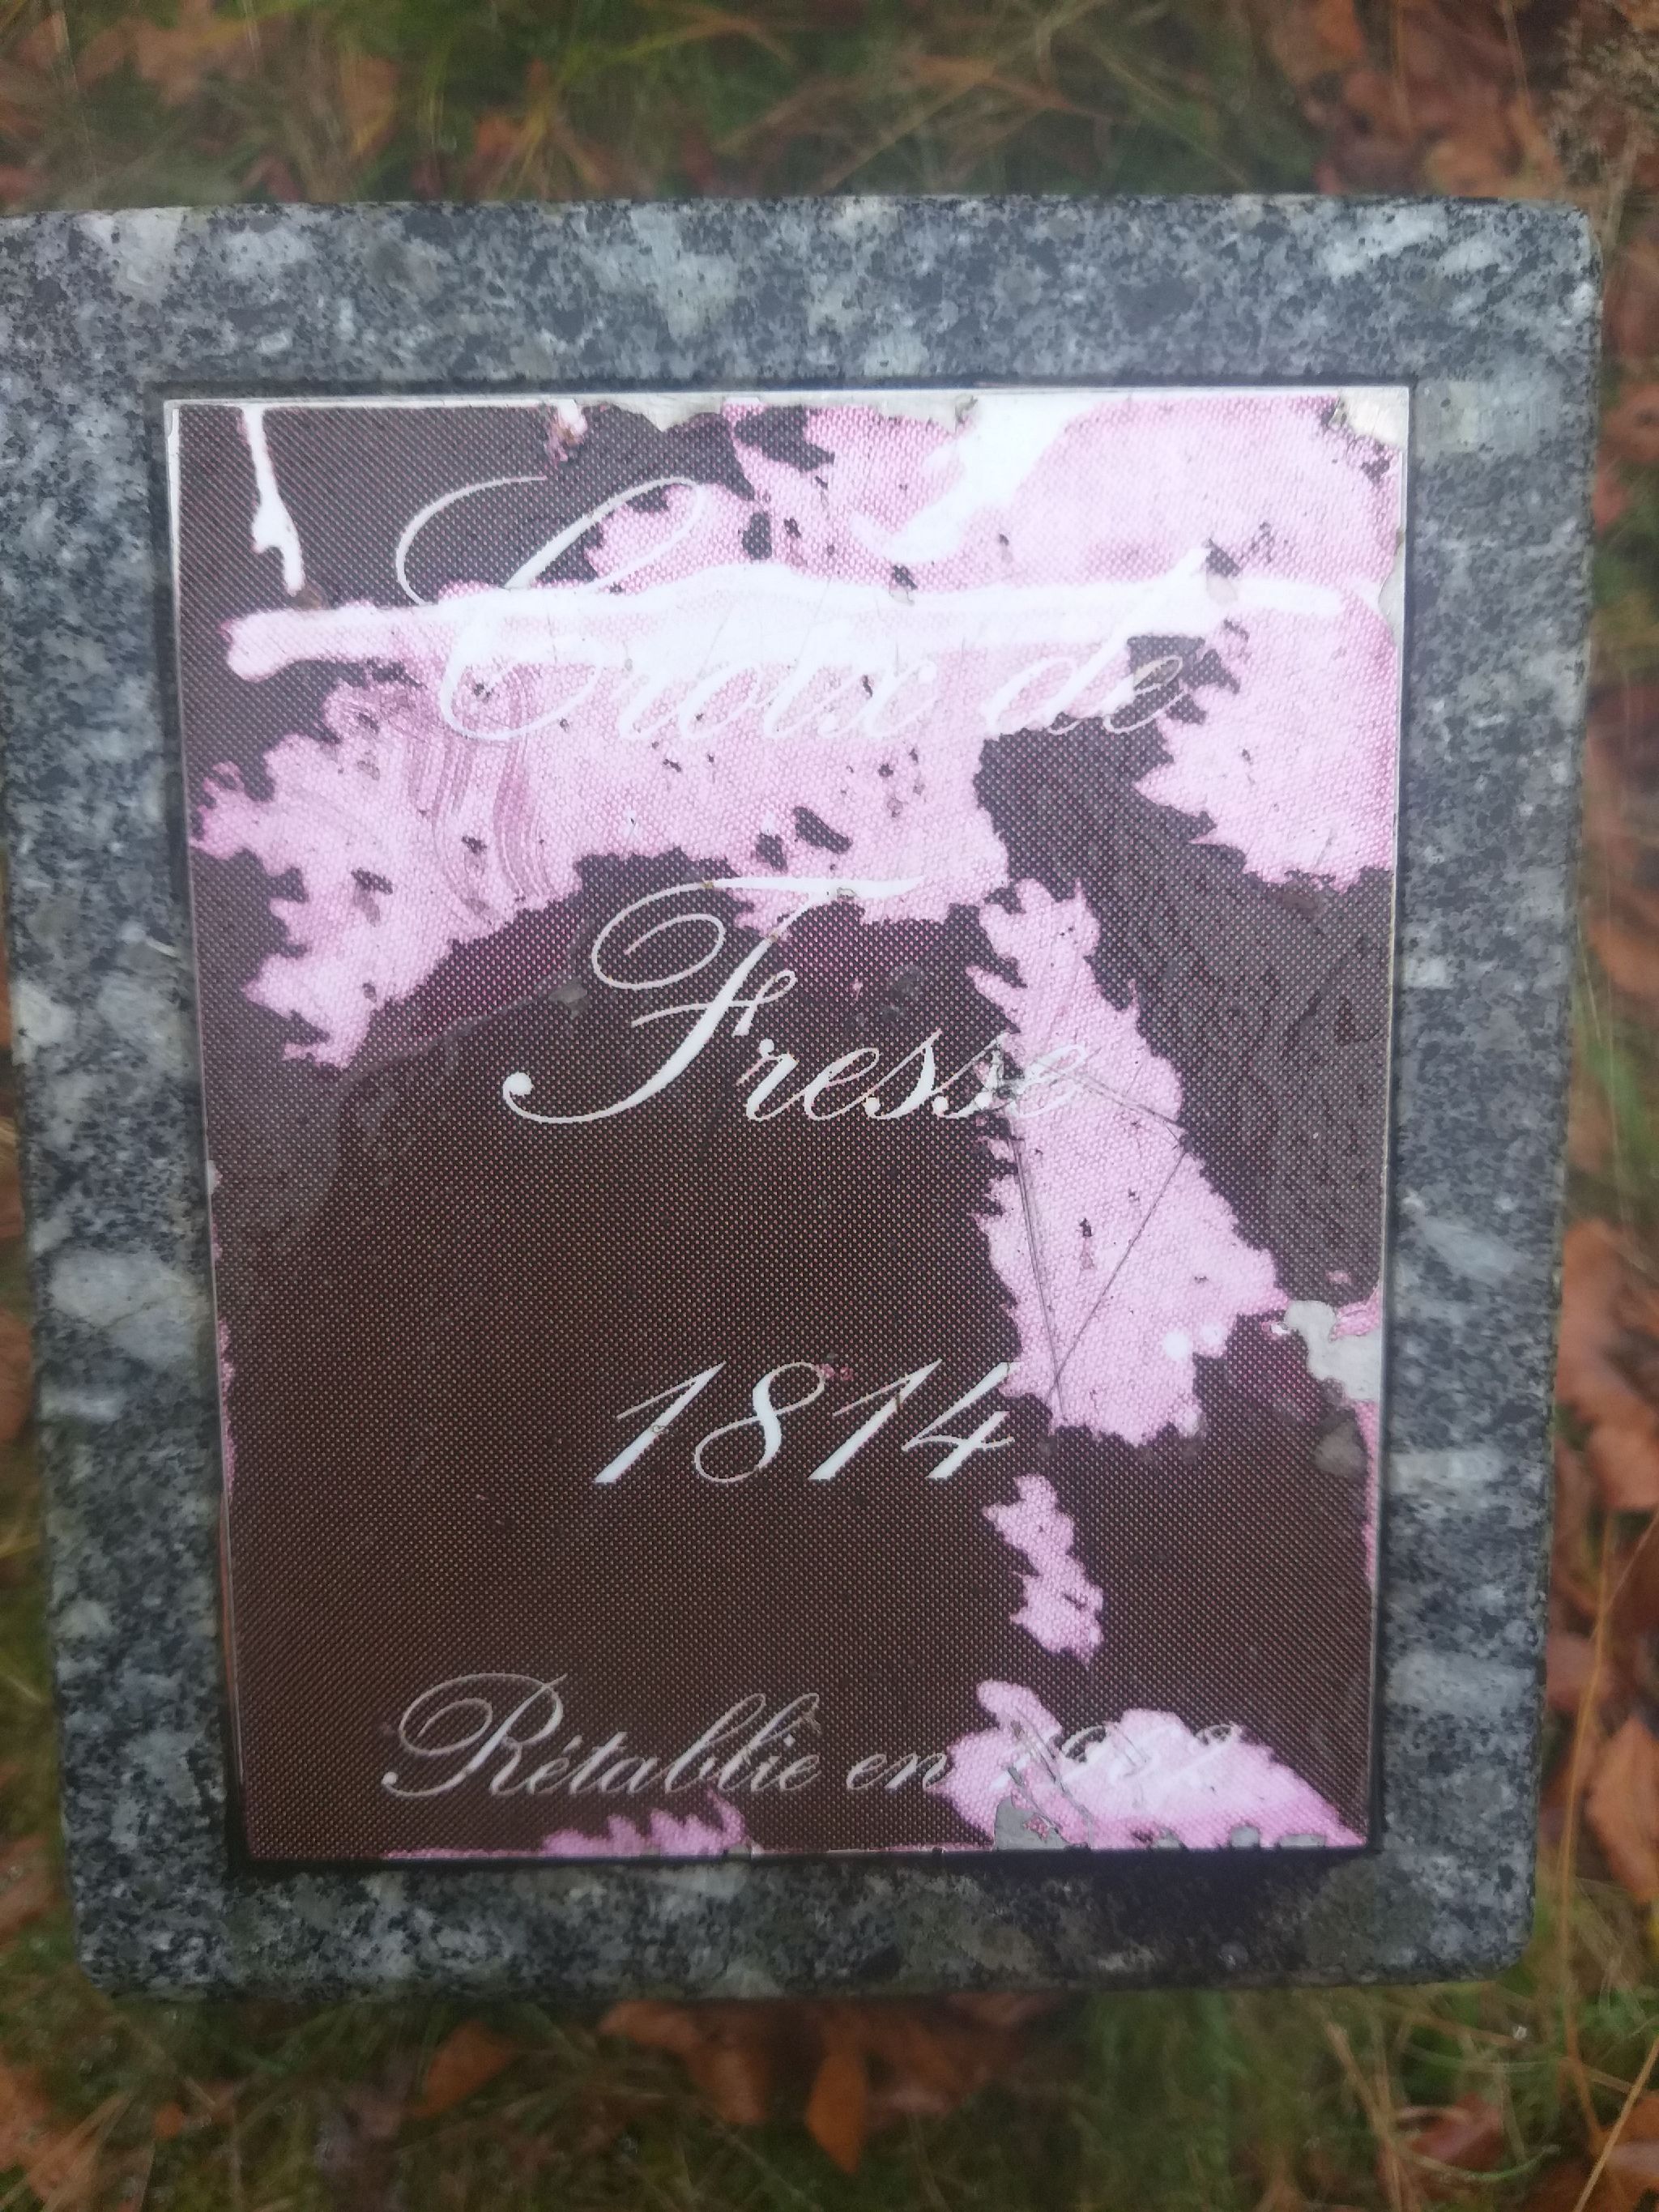 Croix de
Fresse
1814
Rétablie en